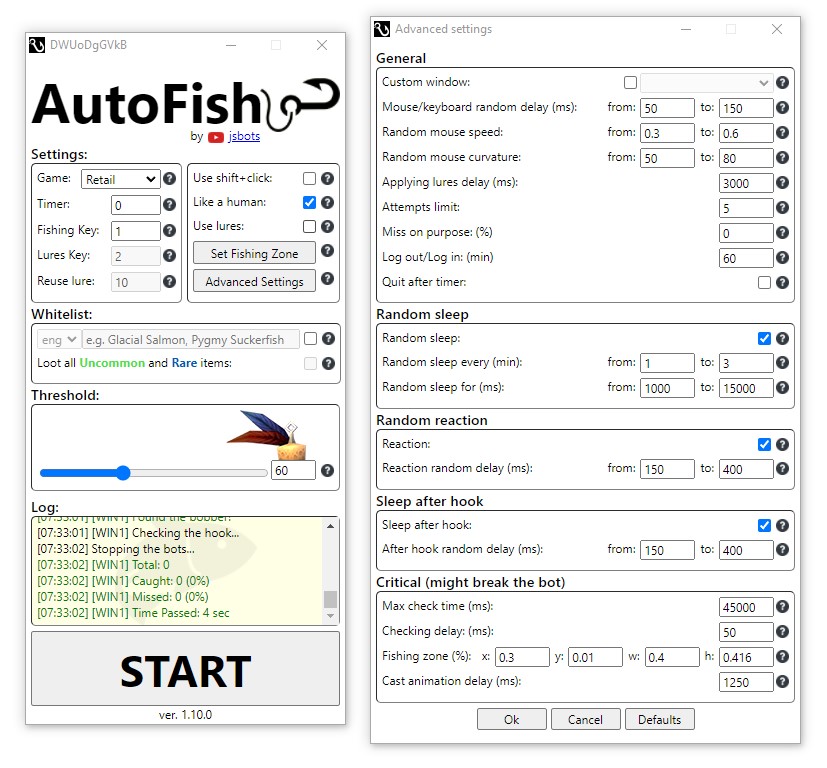 DWUoDgGVkB
AutoFish
by jsbots
Settings:
Game: Retail
Timer: 0
Fishing Key: 1
Lures Key: 2
Reuse lure: 10
Use shift+click:
Like a human:
Use lures:
Set Fishing Zone
Advanced Settings
Whitelist:
eng e.g. Glacial Salmon, Pygmy Suckerfish
Loot all Uncommon and Rare items:
Threshold:
60
Log:
[07:33:01] [WIN1] Found the bobber!
[07:33:01] [WIN1] Checking the hook...
[07:33:02] Stopping the bots...
[07:33:02] [WIN1] Total: 0
[07:33:02] [WIN1] Caught: 0 (0%)
[07:33:02] [WIN1] Missed: 0 (0%)
[07:33:02] [WIN1] Time Passed: 4 sec
START
ver. 1.10.0
Advanced settings
General
Custom window:
Mouse/keyboard random delay (ms): from: 50 to: 150
Random mouse speed: from: 0.3 to: 0.6
Random mouse curvature: from: 50 to: 80
Applying lures delay (ms): 3000
Attempts limit: 5
Miss on purpose: (%) 0
Log out/Log in: (min) 60
Quit after timer:
Random sleep
Random sleep:
Random sleep every (min): from: 1 to: 3
Random sleep for (ms): from: 1000 to: 15000
Random reaction
Reaction:
Reaction random delay (ms): from: 150 to: 400
Sleep after hook
Sleep after hook:
After hook random delay (ms): from: 150 to: 400
Critical (might break the bot)
Max check time (ms): 45000
Checking delay: (ms): 50
Fishing zone (%): x: 0.3 y: 0.01 w: 0.4 h: 0.416
Cast animation delay (ms): 1250
Ok Cancel Defaults